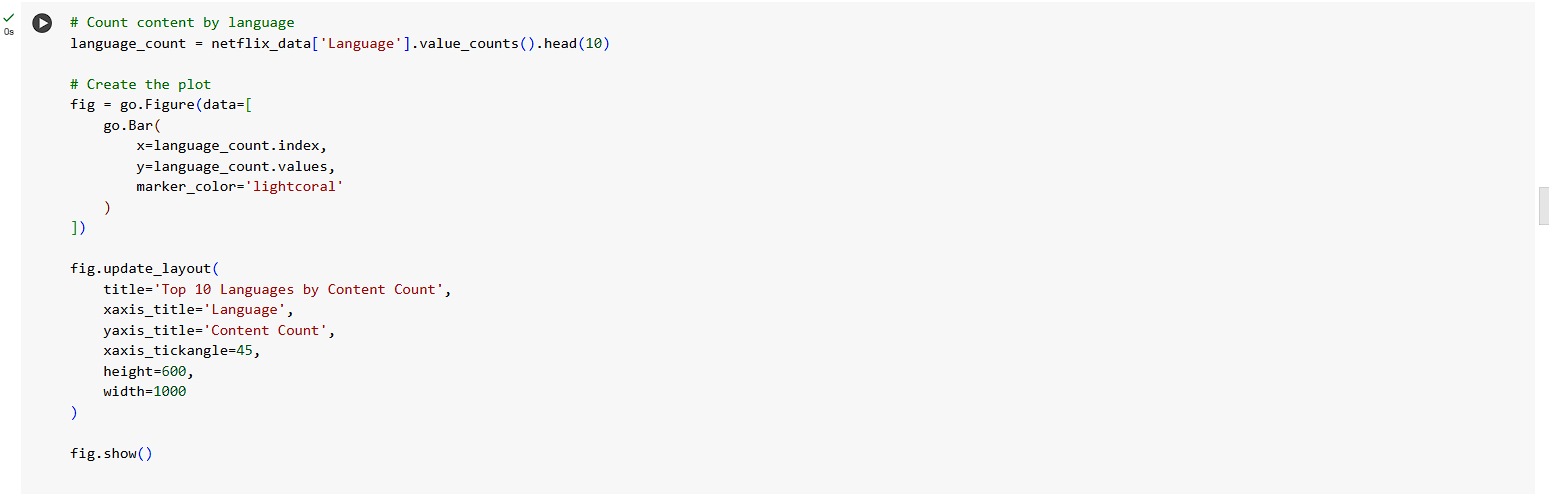 # Count content by language
0s
language_count = netflix_data['Language'].value_counts().head(10)

# Create the plot
fig = go.Figure(data=[
    go.Bar(
        x=language_count.index,
        y=language_count.values,
        marker_color='lightcoral'
    )
])

fig.update_layout(
    title='Top 10 Languages by Content Count',
    xaxis_title='Language',
    yaxis_title='Content Count',
    xaxis_tickangle=45,
    height=600,
    width=1000
)

fig.show()